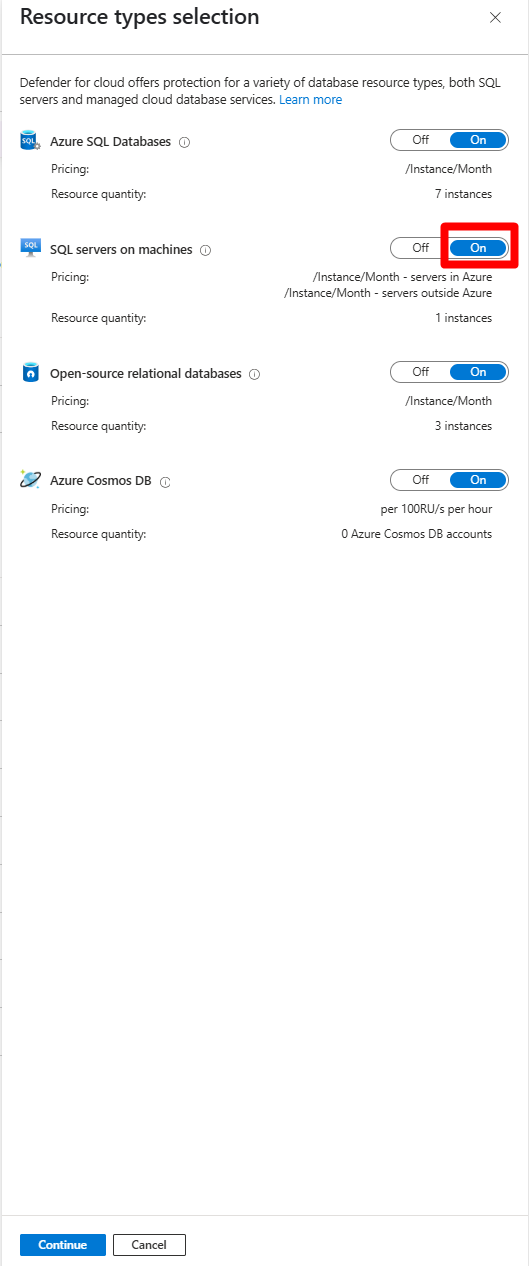 Resource types selection
Defender for cloud offers protection for a variety of database resource types, both SQL
servers and managed cloud database services. Learn more
SQL
Azure SQL Databases
Off On
Pricing: /Instance/Month
Resource quantity: 7 instances
SQL
SQL servers on machines
Off On
Pricing: /Instance/Month - servers in Azure
/Instance/Month - servers outside Azure
Resource quantity: 1 instances
Open-source relational databases
Off On
Pricing: /Instance/Month
Resource quantity: 3 instances
Azure Cosmos DB
Off On
Pricing: per 100RU/s per hour
Resource quantity: 0 Azure Cosmos DB accounts
Continue Cancel